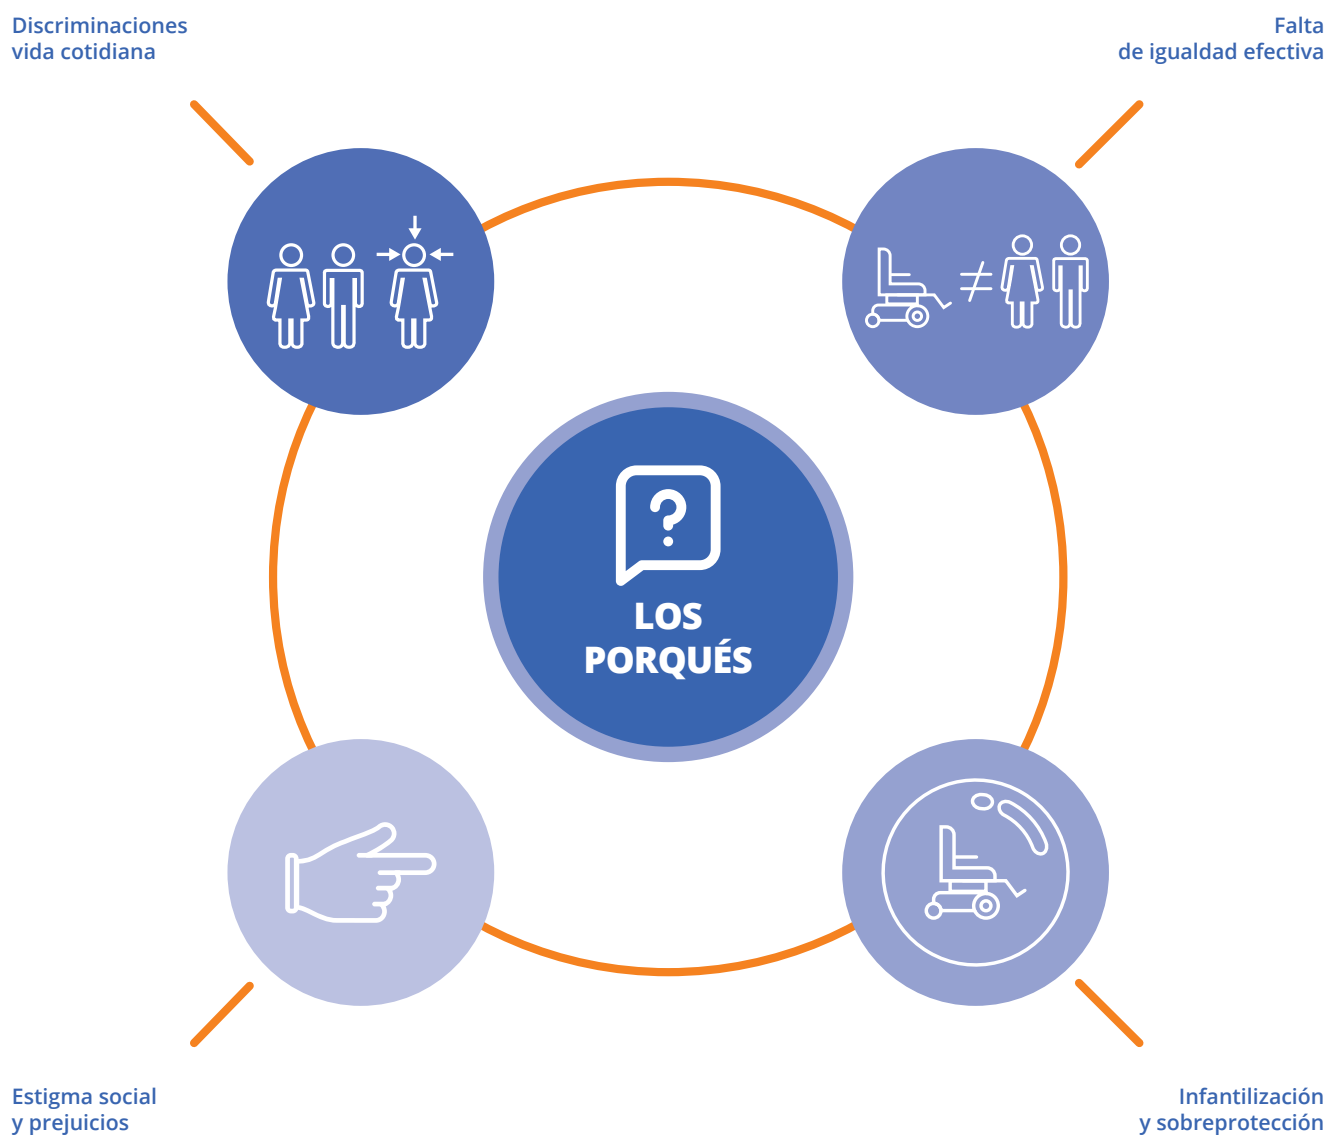 Discriminaciones
vida cotidiana
Falta
de igualdad efectiva
?
LOS
PORQUÉS
Estigma social
y prejuicios
Infantilización
y sobreprotección